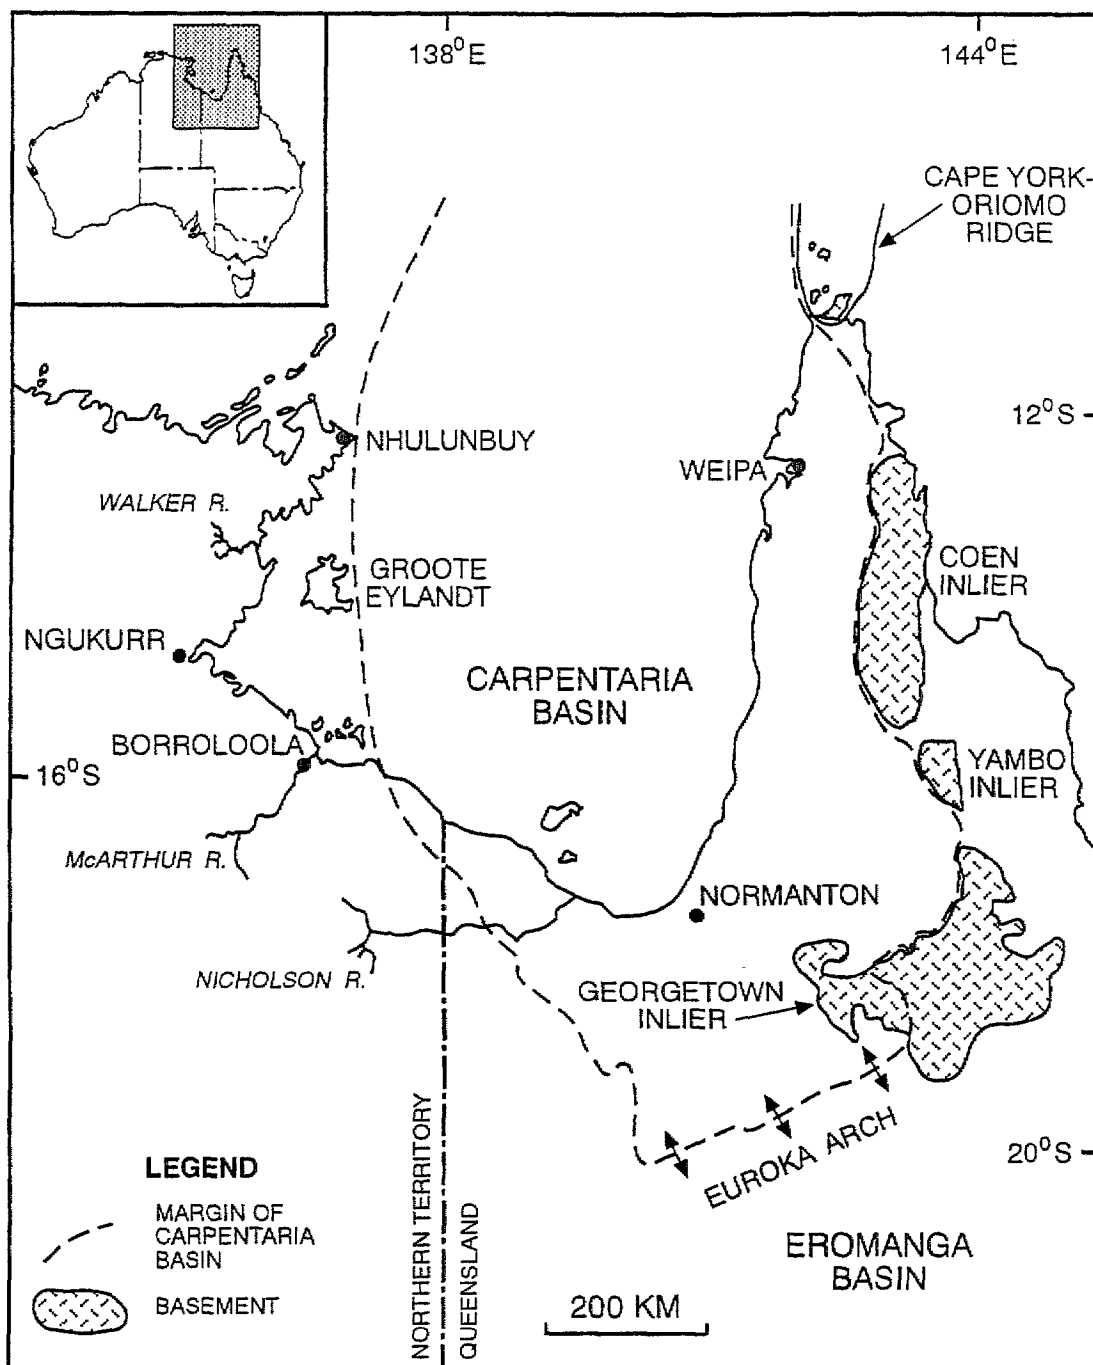 138°E
144°E
CAPE YORK-
ORIOMO
RIDGE
12°S
NHULUNBUY
WEIPA
WALKER R.
GROOTE
EYLANDT
COEN
INLIER
NGUKURR
CARPENTARIA
BASIN
BORROLOOLA
YAMBO
INLIER
16°S
McARTHUR R.
NORMANTON
NICHOLSON R.
GEORGETOWN
INLIER
EUROKA ARCH
20°S
LEGEND
MARGIN OF
CARPENTARIA
BASIN
BASEMENT
NORTHERN TERRITORY
QUEENSLAND
EROMANGA
BASIN
200 KM